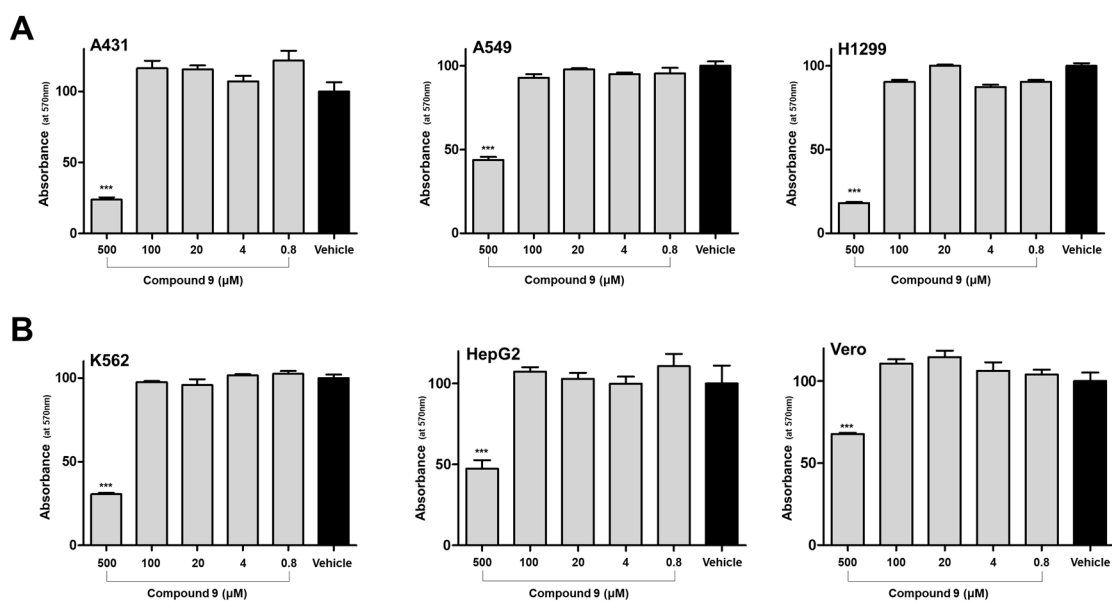 A
A431
Absorbance (at 570nm)
100
50
0
***
500 100 20 4 0.8 Vehicle
Compound 9 (µM)
A549
Absorbance (at 570nm)
100
50
0
***
500 100 20 4 0.8 Vehicle
Compound 9 (µM)
H1299
Absorbance (at 570nm)
100
50
0
***
500 100 20 4 0.8 Vehicle
Compound 9 (µM)
B
K562
Absorbance (at 570nm)
100
50
0
***
500 100 20 4 0.8 Vehicle
Compound 9 (µM)
HepG2
Absorbance (at 570nm)
100
50
0
***
500 100 20 4 0.8 Vehicle
Compound 9 (µM)
Vero
Absorbance (at 570nm)
100
50
0
***
500 100 20 4 0.8 Vehicle
Compound 9 (µM)